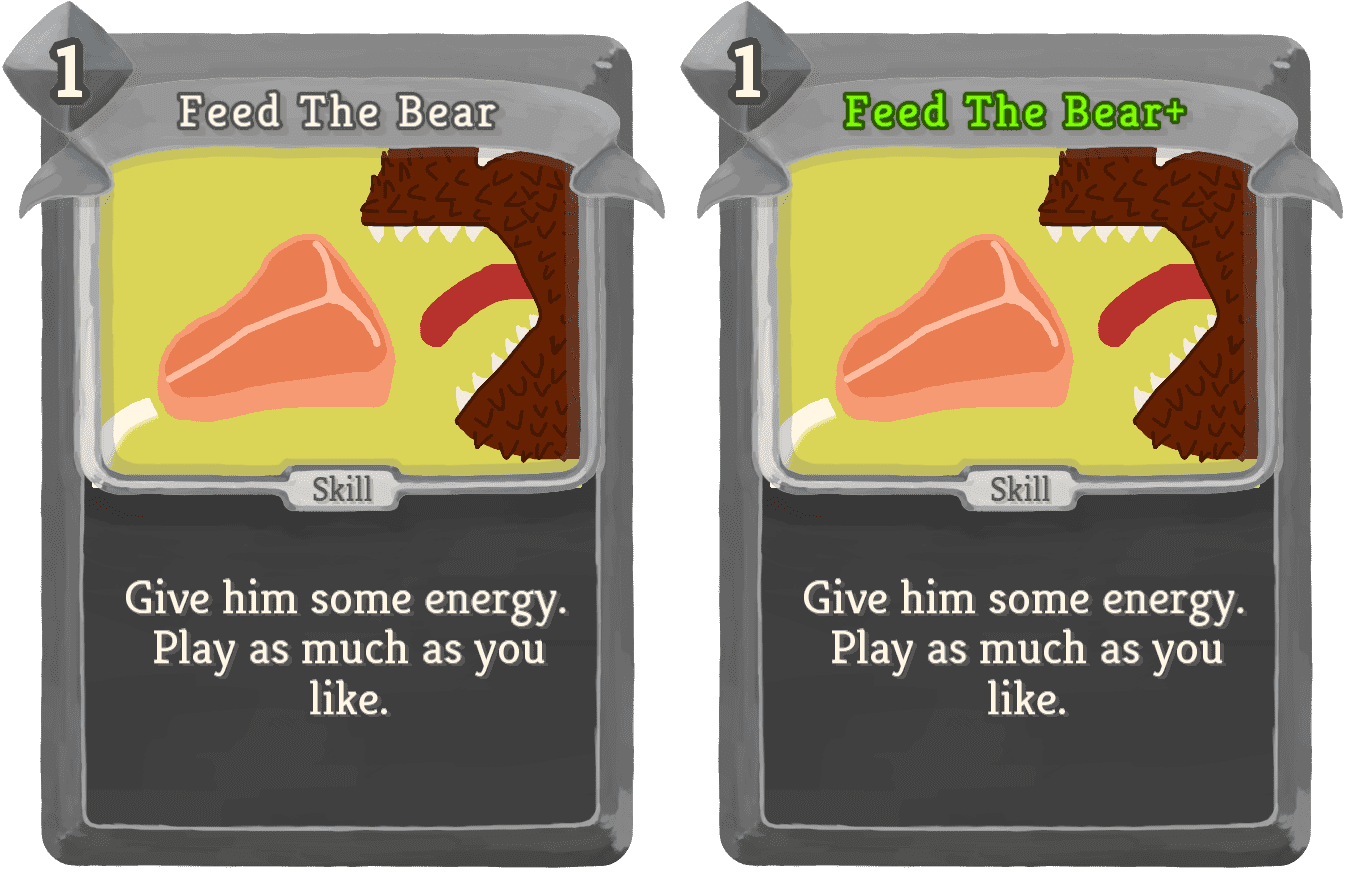 1
Feed The Bear
Skill
Give him some energy.
Play as much as you
like.
1
Feed The Bear+
Skill
Give him some energy.
Play as much as you
like.